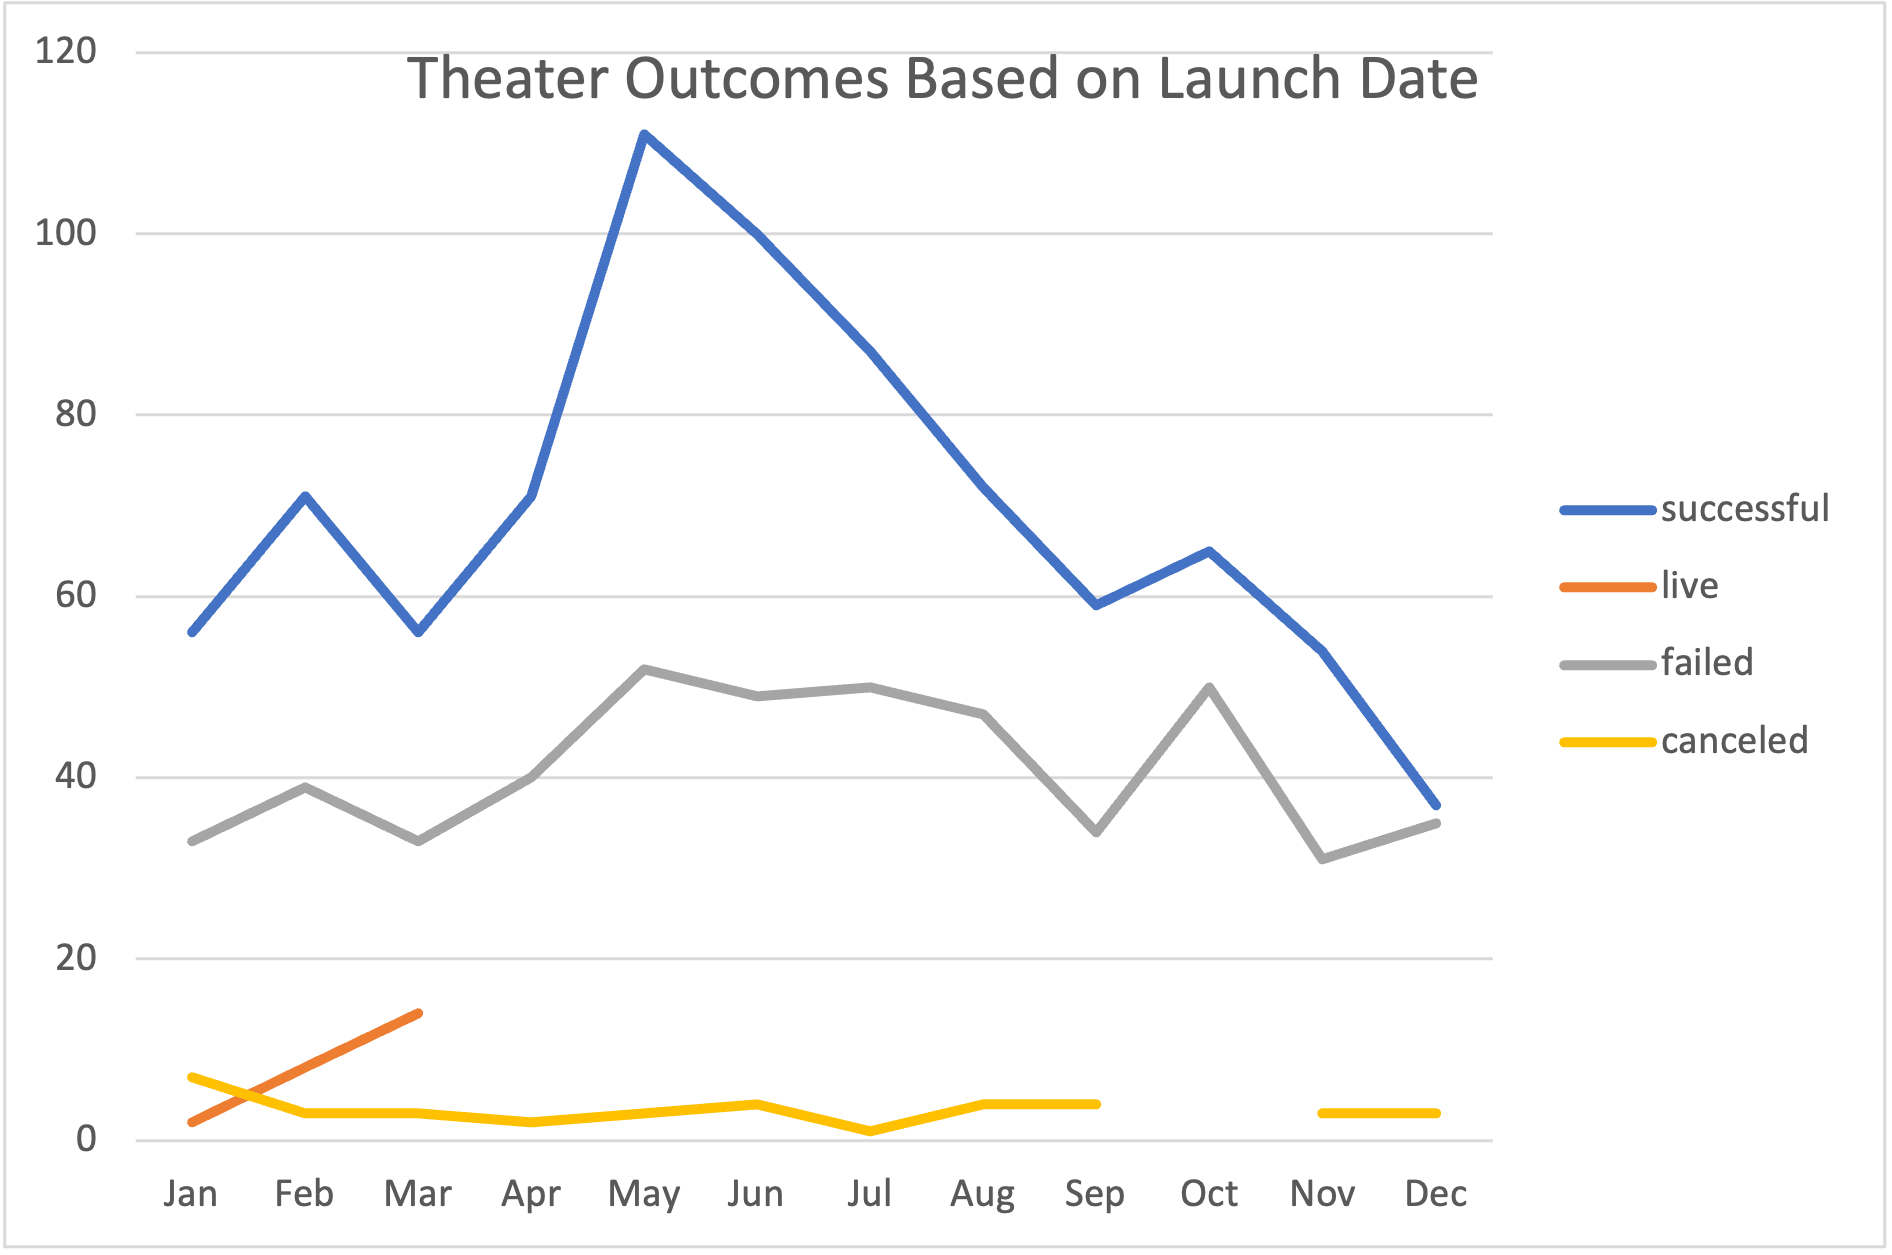 Theater Outcomes Based on Launch Date
120
100
80
60
40
20
0
Jan Feb Mar Apr May Jun Jul Aug Sep Oct Nov Dec
successful
live
failed
canceled